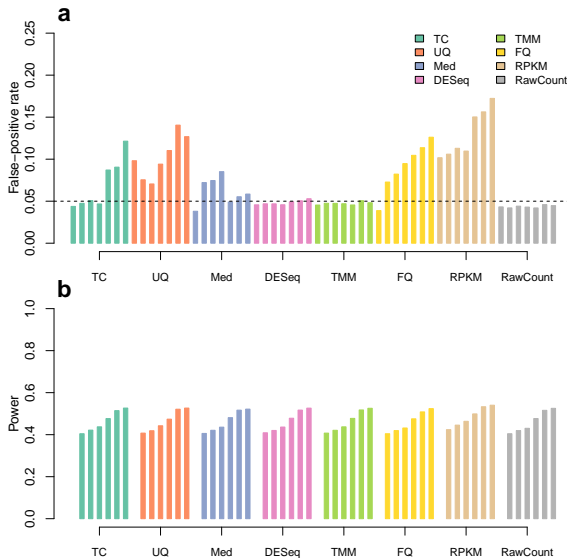 a
False−positive rate
0.25
0.20
0.15
0.10
0.05
0.00
TC
UQ
Med
DESeq
TMM
FQ
RPKM
RawCount
TC UQ Med DESeq TMM FQ RPKM RawCount
b
Power
1.0
0.8
0.6
0.4
0.2
0.0
TC UQ Med DESeq TMM FQ RPKM RawCount